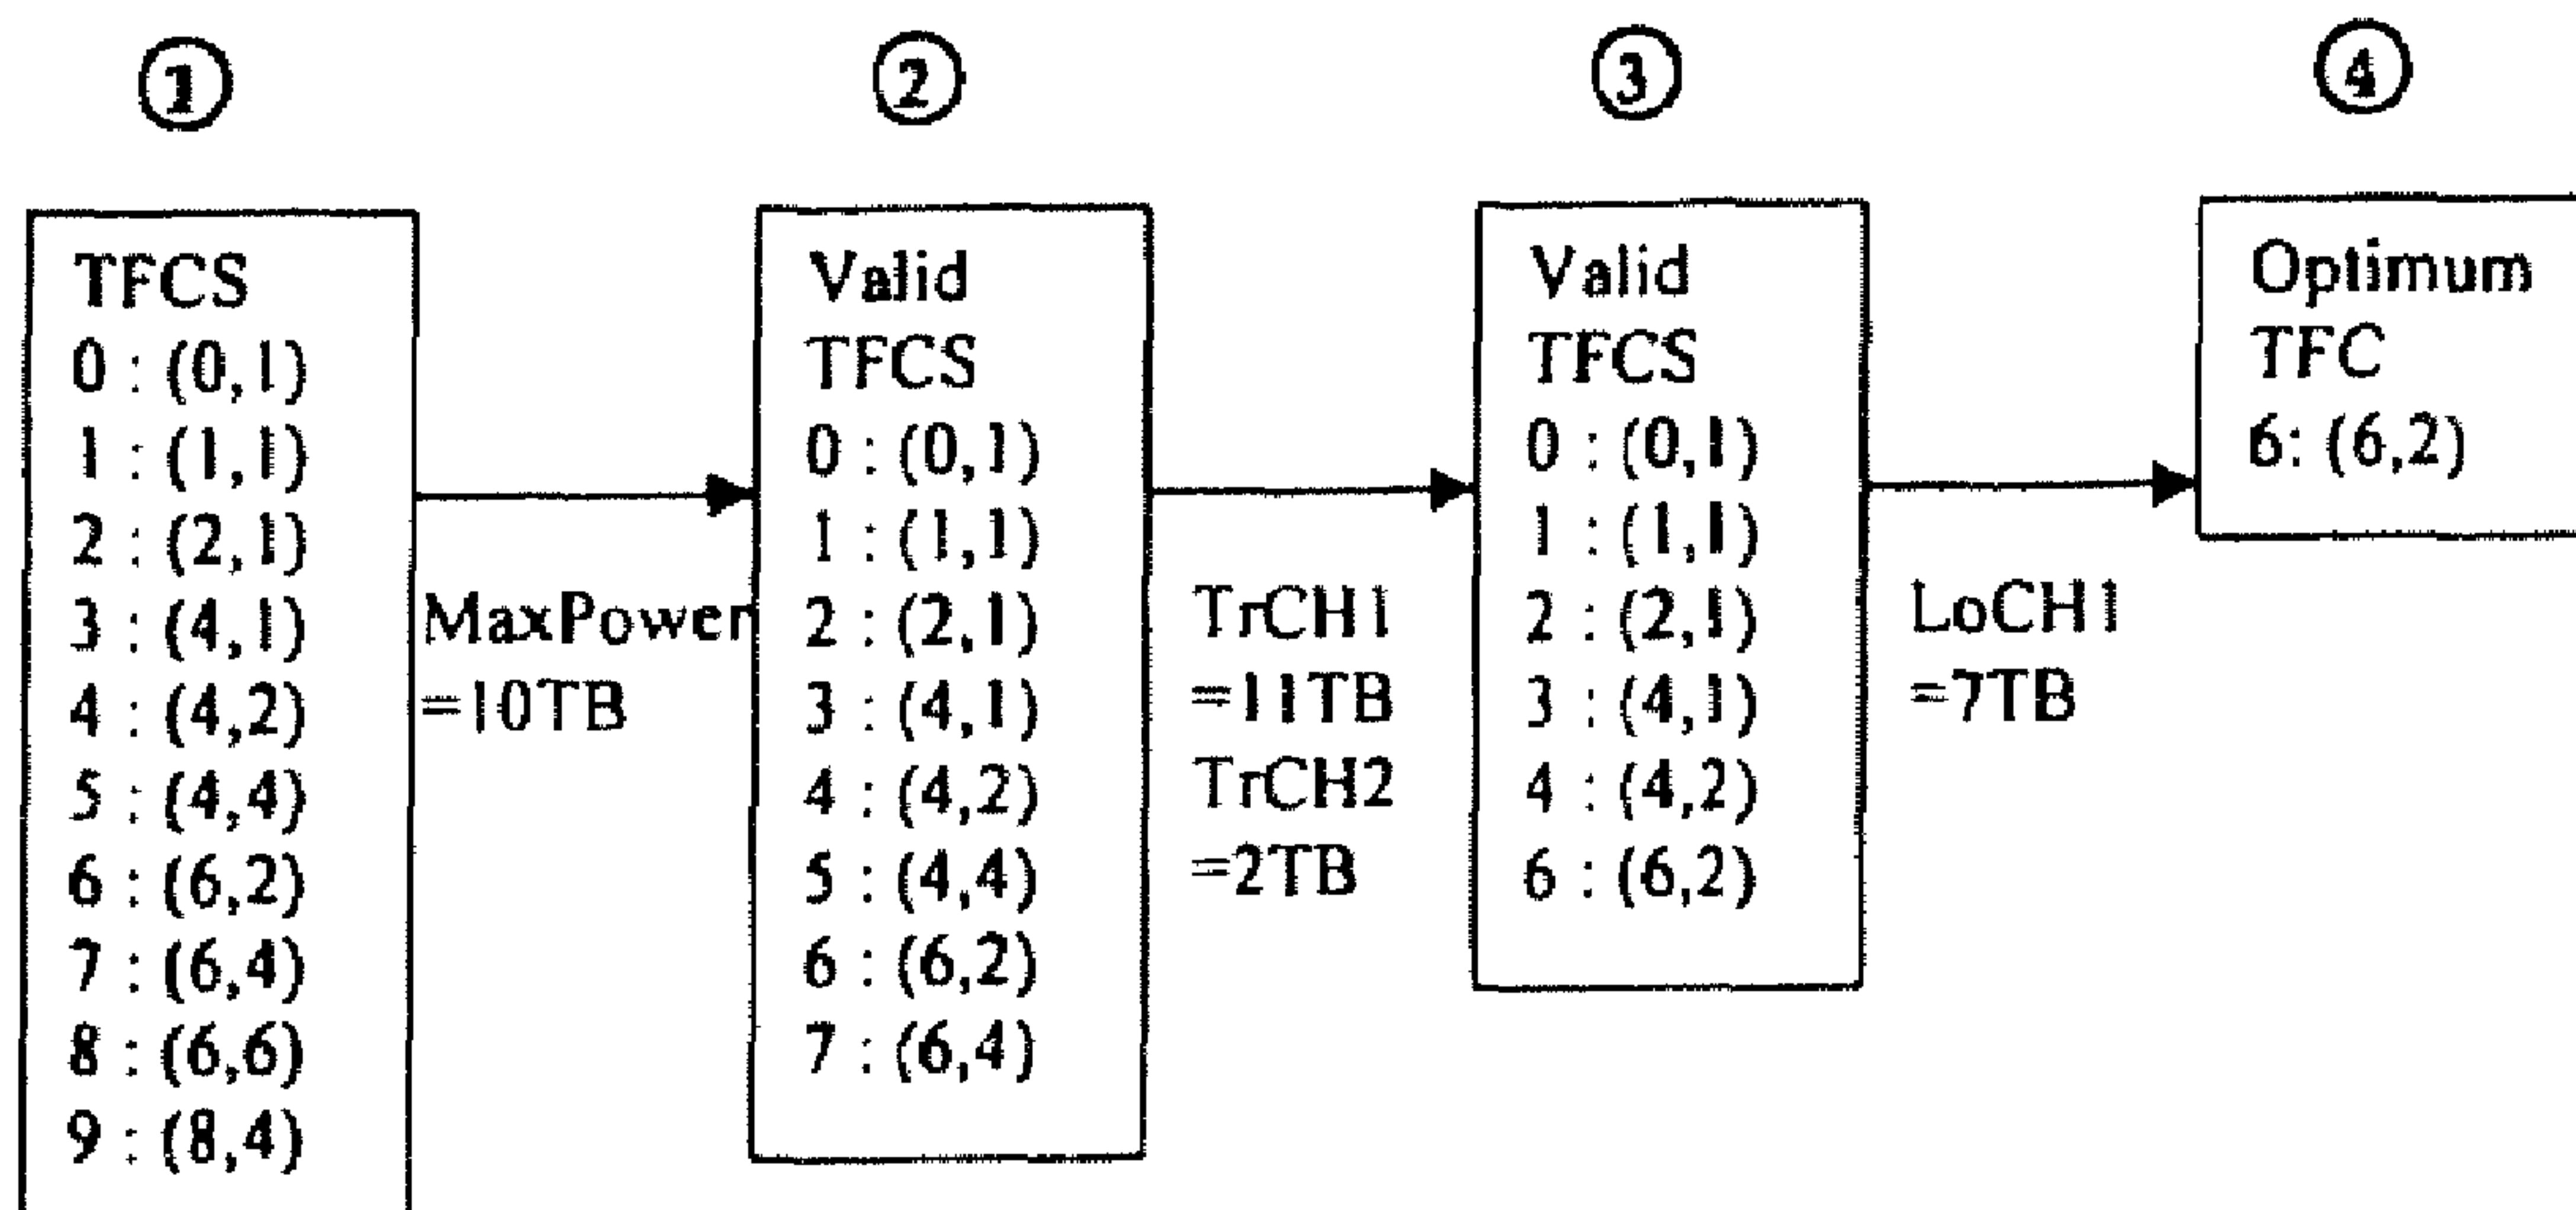 ①
②
③
④
TFCS
0 : (0,1)
1 : (1,1)
2 : (2,1)
3 : (4,1)
4 : (4,2)
5 : (4,4)
6 : (6,2)
7 : (6,4)
8 : (6,6)
9 : (8,4)
MaxPower
=10TB
Valid
TFCS
0 : (0,1)
1 : (1,1)
2 : (2,1)
3 : (4,1)
4 : (4,2)
5 : (4,4)
6 : (6,2)
7 : (6,4)
TrCH1
=11TB
TrCH2
=2TB
Valid
TFCS
0 : (0,1)
1 : (1,1)
2 : (2,1)
3 : (4,1)
4 : (4,2)
6 : (6,2)
LoCH1
=7TB
Optimum
TFC
6: (6,2)